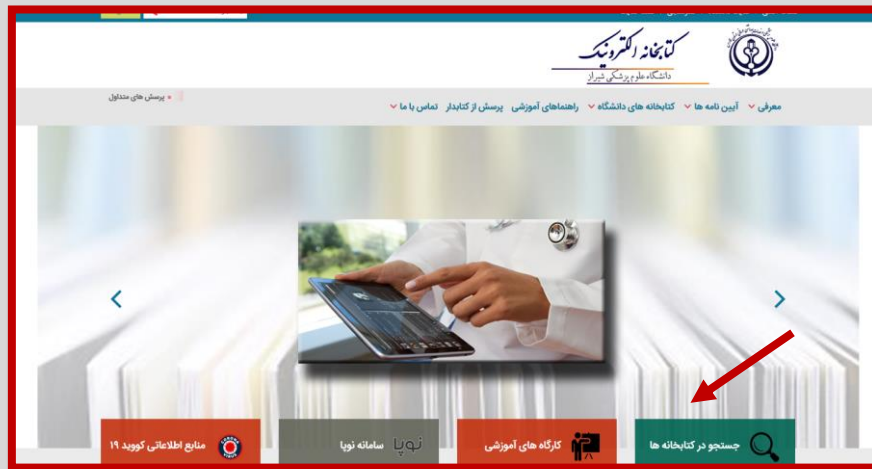 کتابخانه الکترونیک
دانشگاه علوم پزشکی شیراز
معرفی
آیین نامه ها
کتابخانه های دانشگاه
راهنماهای آموزشی
پرسش از کتابدار
تماس با ما
پرسش های متداول
جستجو در کتابخانه ها
کارگاه های آموزشی
سامانه نوپا
نوپا
منابع اطلاعاتی کووید ۱۹